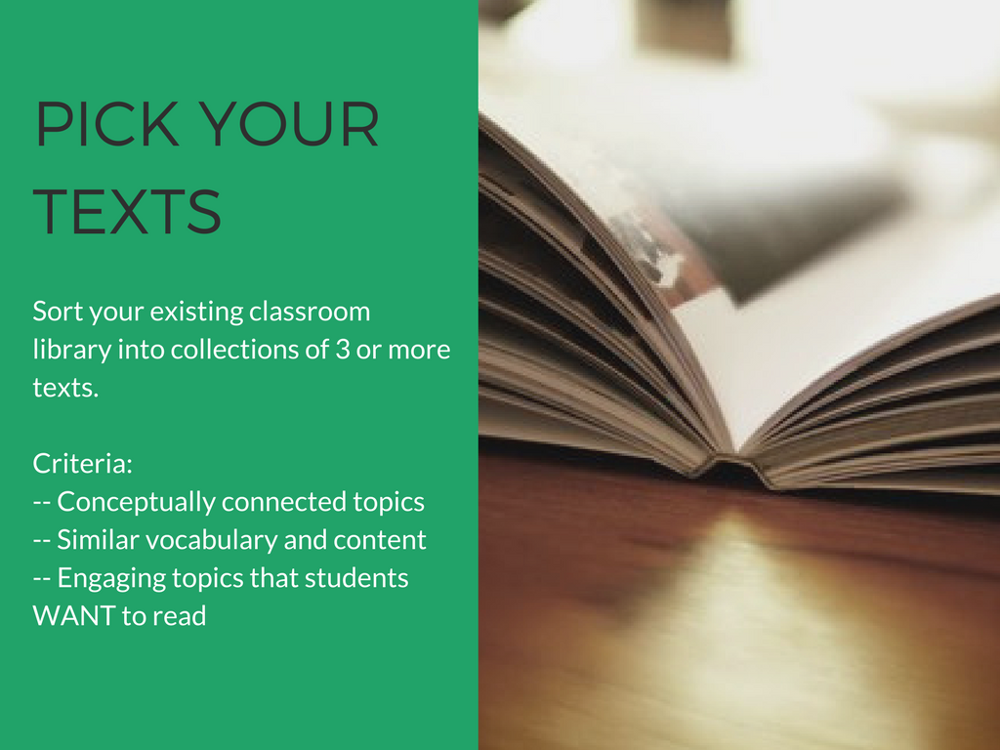 PICK YOUR
TEXTS
Sort your existing classroom
library into collections of 3 or more
texts.
Criteria:
-- Conceptually connected topics
-- Similar vocabulary and content
-- Engaging topics that students
WANT to read